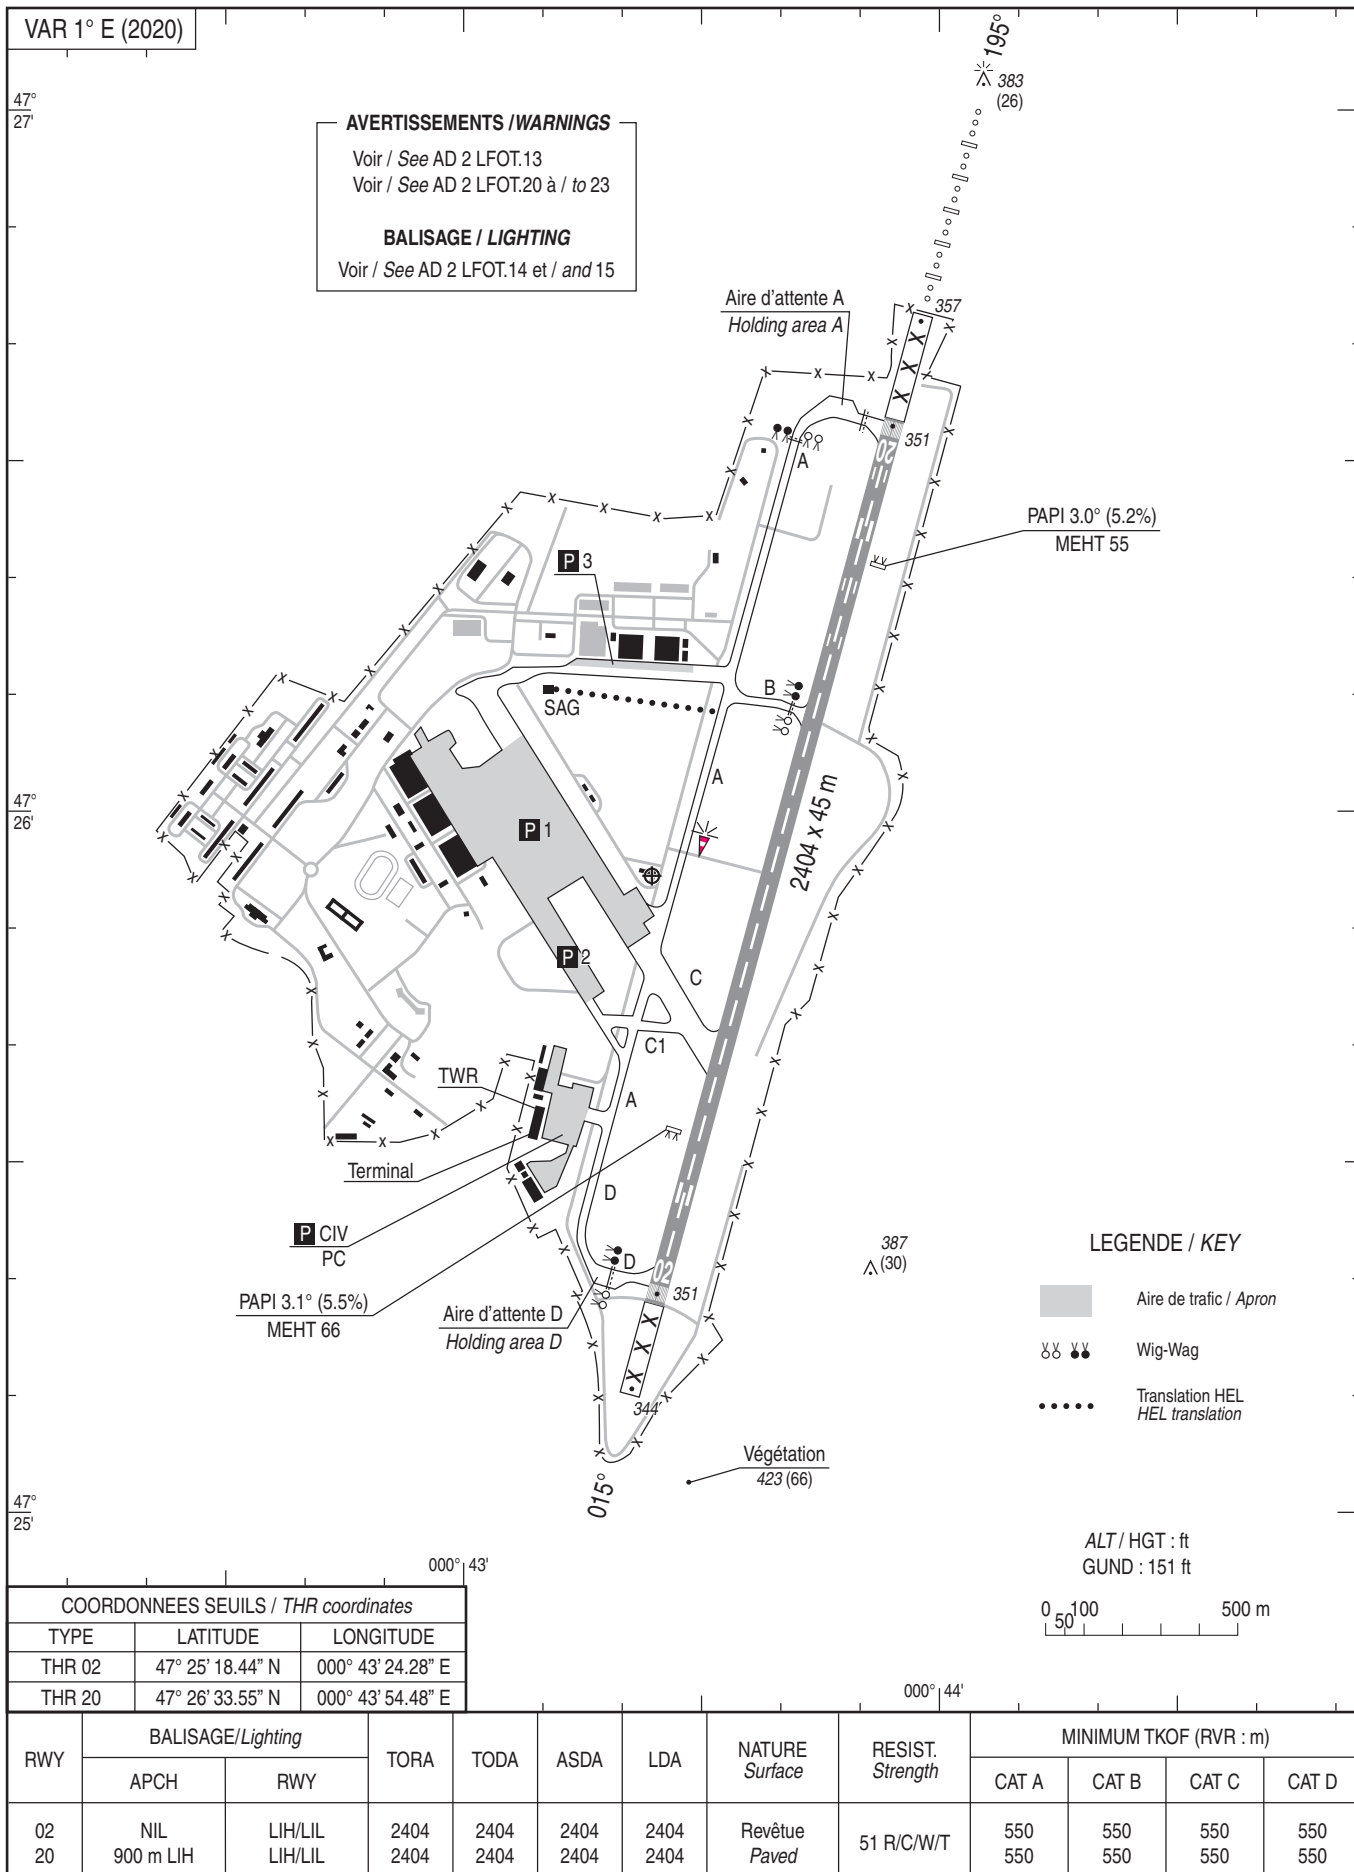 VAR 1° E (2020)
195°
383
(26)
47°
27'
AVERTISSEMENTS / WARNINGS
Voir / See AD 2 LFOT.13
Voir / See AD 2 LFOT.20 à / to 23
BALISAGE / LIGHTING
Voir / See AD 2 LFOT.14 et / and 15
Aire d'attente A
Holding area A
357
351
20
A
PAPI 3.0° (5.2%)
MEHT 55
P 3
B
SAG
A
2404 x 45 m
47°
26'
P 1
P 2
C
C1
TWR
A
Terminal
D
P CIV
PC
387
(30)
LEGENDE / KEY
D
02
351
Aire de trafic / Apron
PAPI 3.1° (5.5%)
MEHT 66
Aire d'attente D
Holding area D
Wig-Wag
Translation HEL
HEL translation
344
Végétation
423 (66)
015°
47°
25'
ALT / HGT : ft
GUND : 151 ft
000° 43'
0 50 100 500 m
COORDONNEES SEUILS / THR coordinates
TYPE LATITUDE LONGITUDE
THR 02 47° 25' 18.44" N 000° 43' 24.28" E
THR 20 47° 26' 33.55" N 000° 43' 54.48" E
000° 44'
RWY BALISAGE/Lighting TORA TODA ASDA LDA NATURE RESIST. MINIMUM TKOF (RVR : m)
Surface Strength
APCH RWY CAT A CAT B CAT C CAT D
02 NIL LIH/LIL 2404 2404 2404 2404 Revêtue 51 R/C/W/T 550 550 550 550
20 900 m LIH LIH/LIL 2404 2404 2404 2404 Paved 550 550 550 550